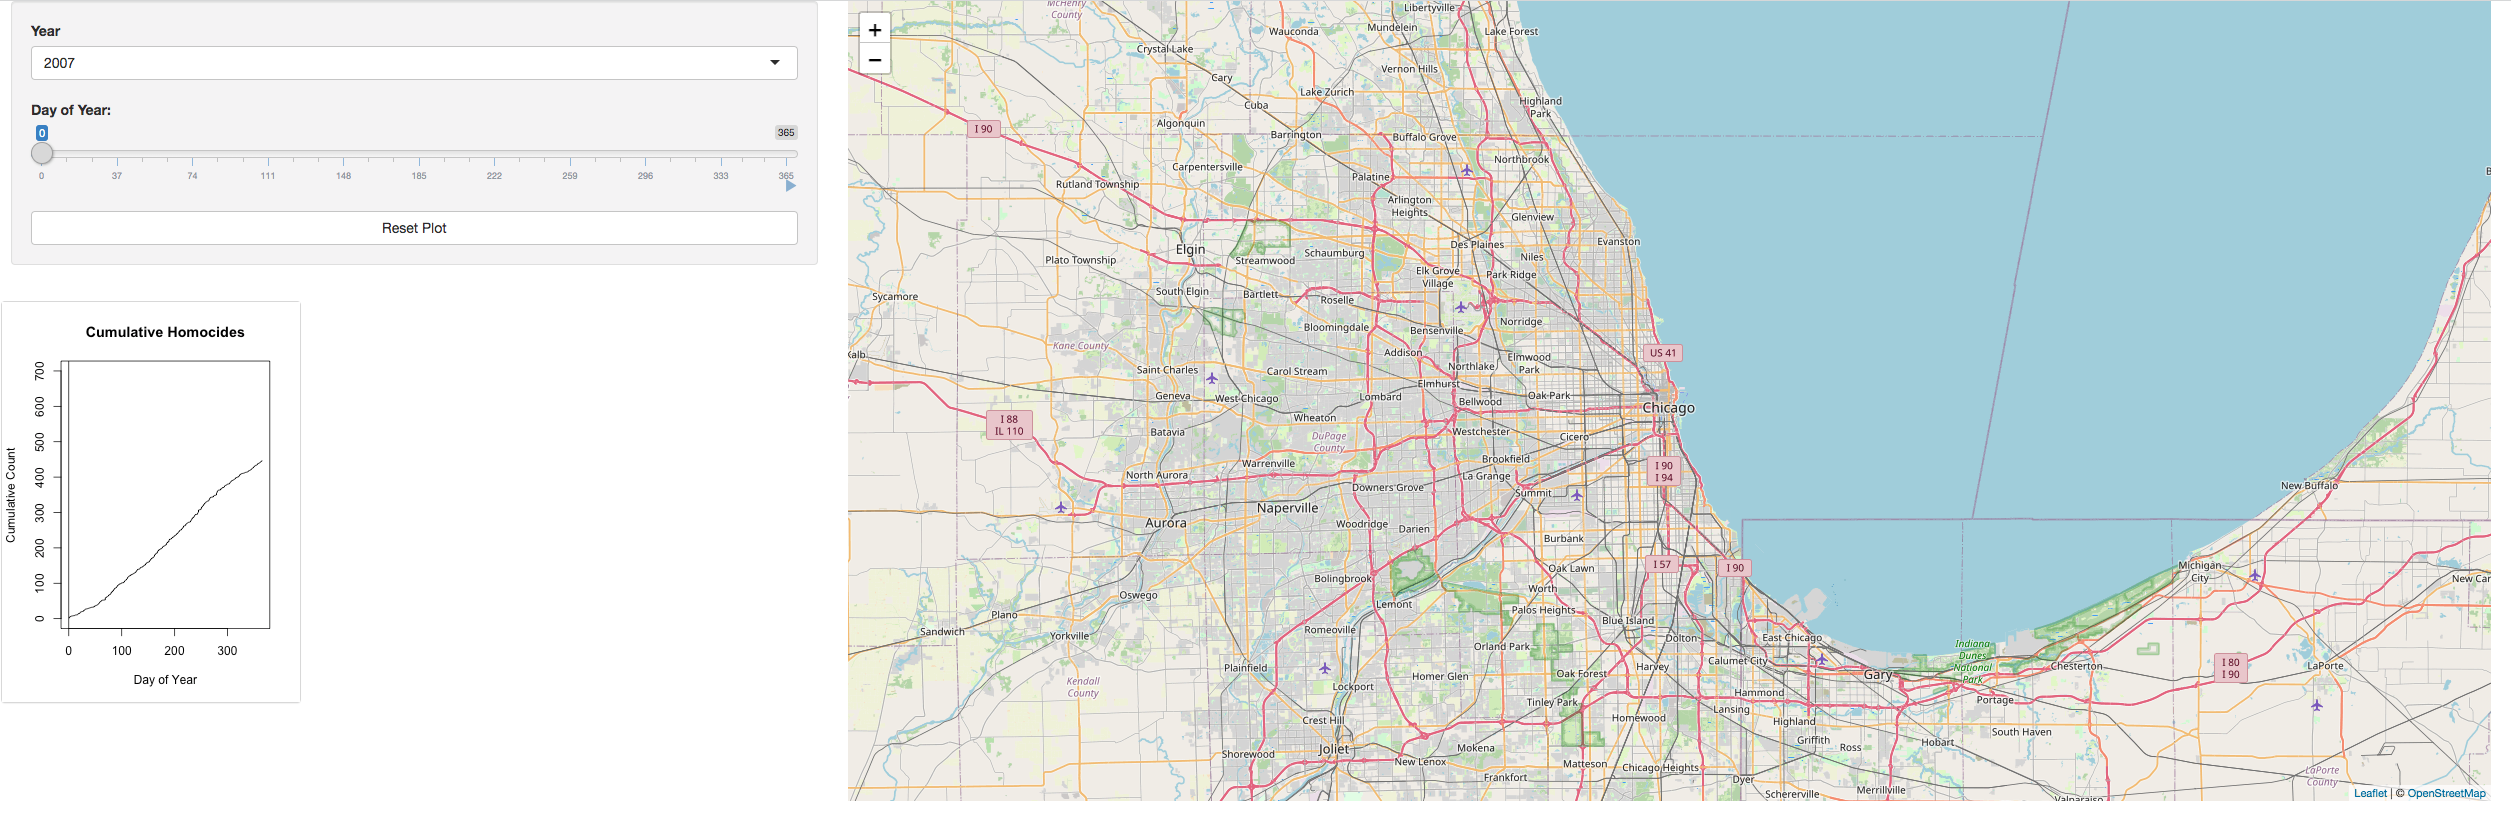 Year
2007
Day of Year:
0
365
0 37 74 111 148 185 222 259 296 333 365
Reset Plot
Cumulative Homocides
Cumulative Count
700
600
500
400
300
200
100
0
0 100 200 300
Day of Year
+
−
McHenry
County
Libertyville
Wauconda
Mundelein
Lake Forest
Crystal Lake
Vernon Hills
Cary
Lake Zurich
Cuba
Highland
Park
Algonquin
I 90
Barrington
Buffalo Grove
Northbrook
Carpentersville
Palatine
Rutland Township
Arlington
Heights
Glenview
Evanston
Des Plaines
Elgin
Schaumburg
Niles
Plato Township
Streamwood
Elk Grove
Village
Park Ridge
South Elgin
Bartlett
Roselle
Sycamore
Norridge
Bloomingdale
Bensenville
Kane County
Addison
US 41
Kalb
Elmwood
Park
Northlake
Saint Charles
Carol Stream
Elmhurst
Geneva
West Chicago
Lombard
Oak Park
Bellwood
Chicago
Wheaton
I 88
IL 110
Batavia
DuPage
County
Westchester
Cicero
Brookfield
Warrenville
I 90
I 94
North Aurora
La Grange
Downers Grove
Summit
New Buffalo
Naperville
Aurora
Woodridge
Darien
Burbank
Bolingbrook
Oak Lawn
I 57
I 90
Michigan
City
New Car
Oswego
Worth
Lemont
Palos Heights
Plano
Blue Island
Sandwich
Yorkville
Romeoville
Dolton
East Chicago
Orland Park
Indiana
Dunes
National
Park
Plainfield
Harvey
Calumet City
Chesterton
I 80
I 90
LaPorte
Kendall
County
Lockport
Homer Glen
Oak Forest
Gary
Hammond
Portage
Tinley Park
Lansing
Crest Hill
Homewood
Highland
South Haven
Joliet
Shorewood
Mokena
Griffith
Ross
Hobart
New Lenox
Matteson
Chicago Heights
Frankfort
Dyer
LaPorte
County
Schererville
Merrillville
Valparaiso
Leaflet | © OpenStreetMap